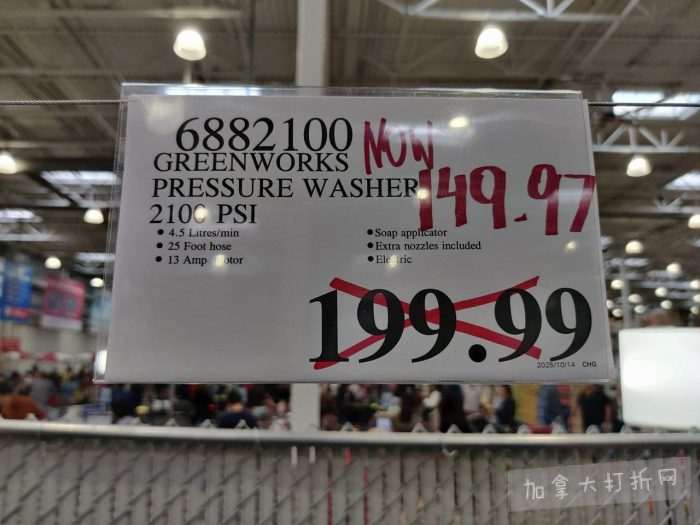 6882100
GREENWORKS
NOW
PRESSURE WASHER
149.97
2100 PSI
• 4.5 Litres/min
• 25 Foot hose
• 13 Amp Motor
• Soap applicator
• Extra nozzles included
• Electric
199.99
2025/10/14 CHG
加拿大打折网